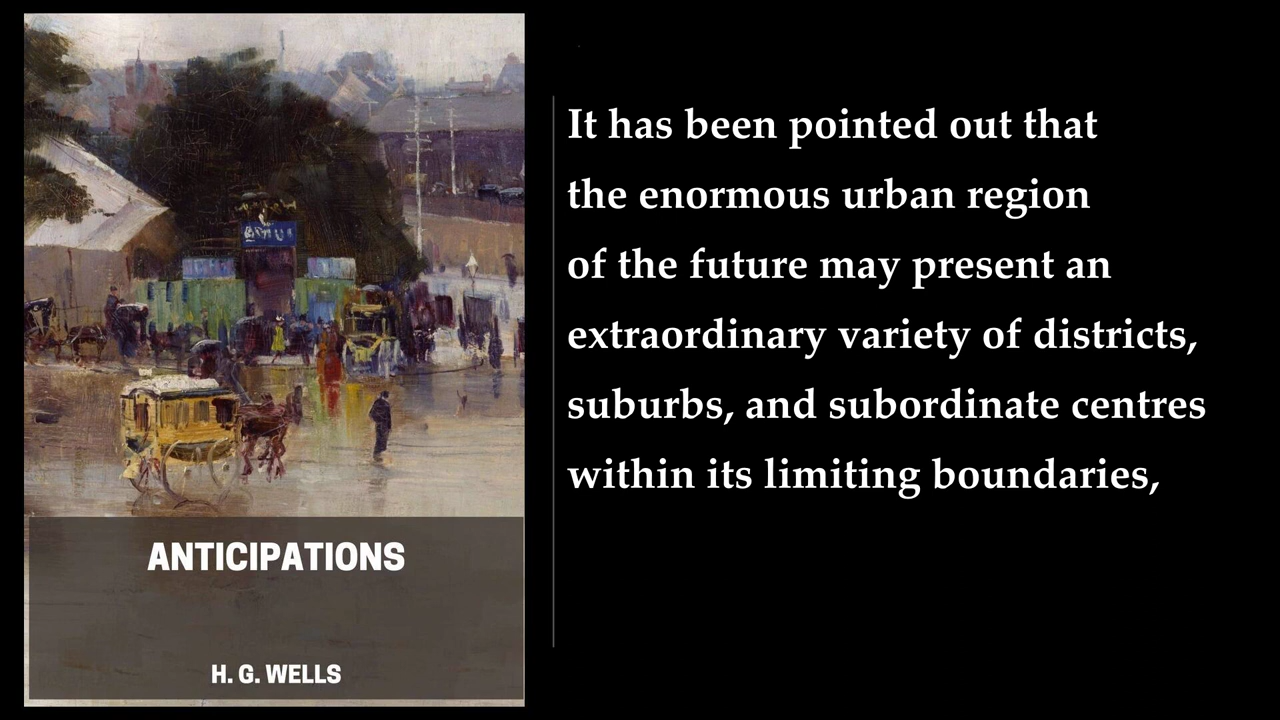 It has been pointed out that
the enormous urban region
of the future may present an
extraordinary variety of districts,
suburbs, and subordinate centres
within its limiting boundaries,
ANTICIPATIONS
H. G. WELLS